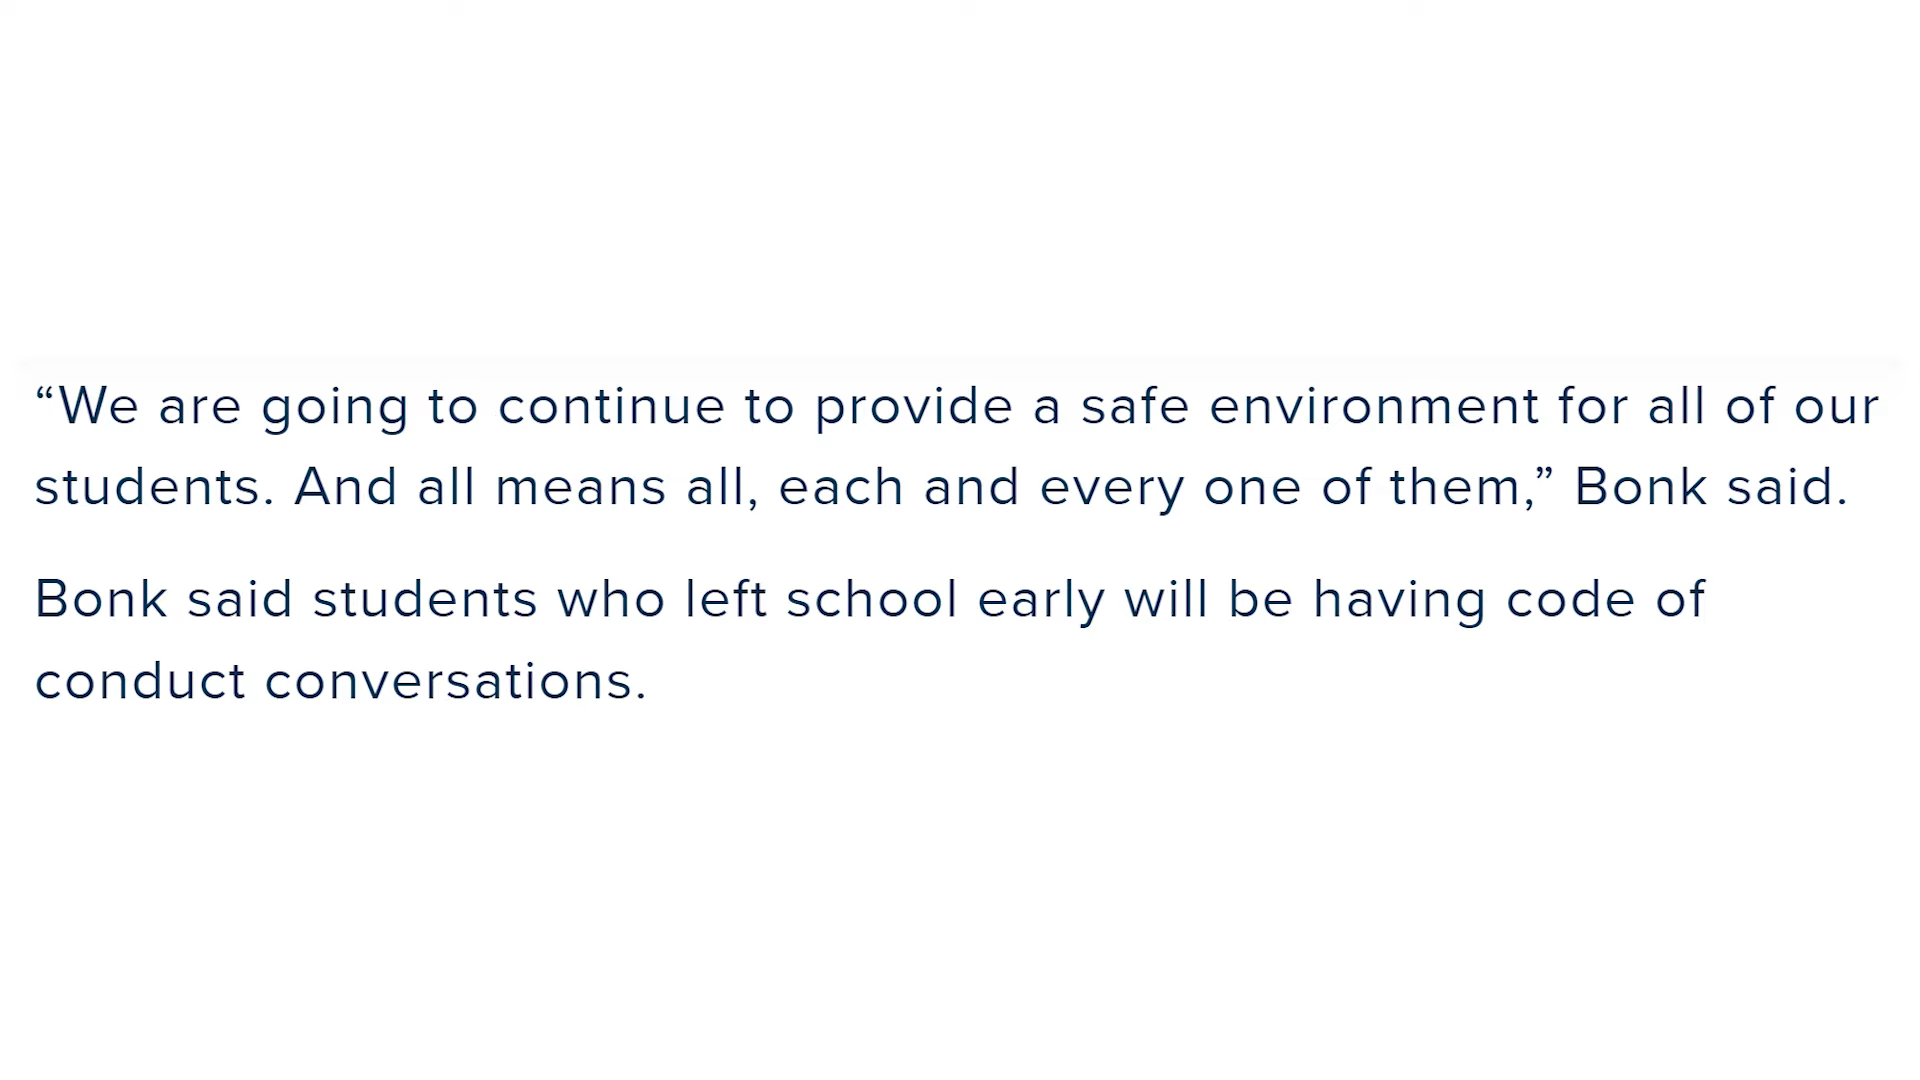 “We are going to continue to provide a safe environment for all of our
students. And all means all, each and every one of them,” Bonk said.
Bonk said students who left school early will be having code of
conduct conversations.